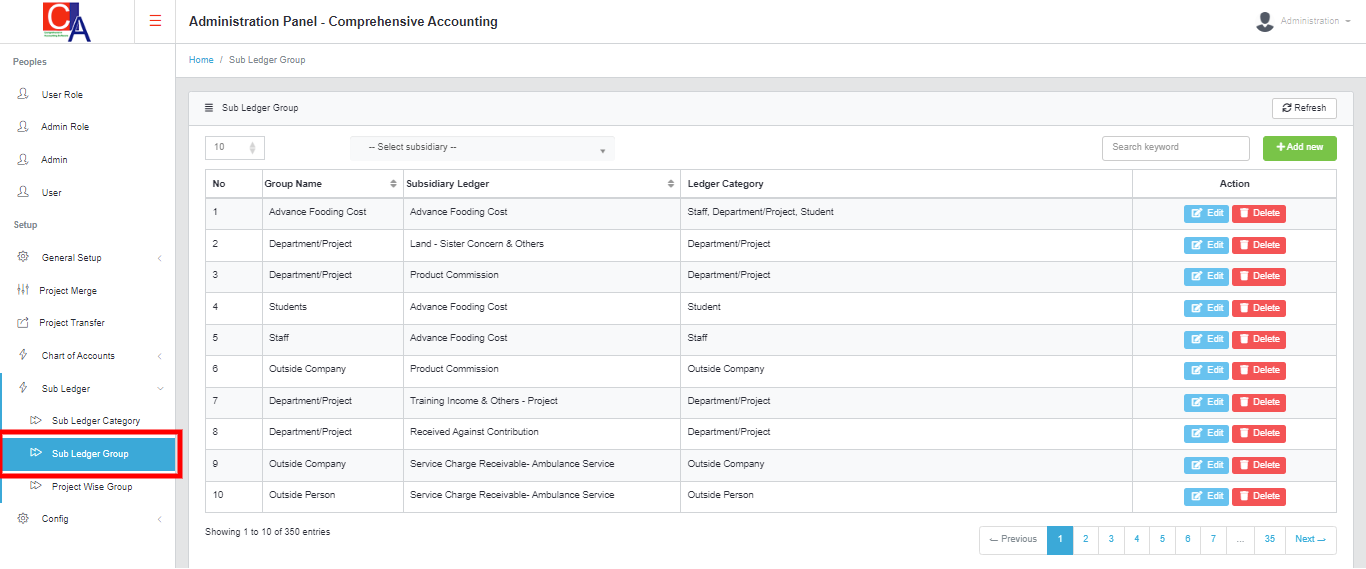 CA
Administration Panel - Comprehensive Accounting
Administration
Peoples
User Role
Admin Role
Admin
User
Setup
General Setup
Project Merge
Project Transfer
Chart of Accounts
Sub Ledger
Sub Ledger Category
Sub Ledger Group
Project Wise Group
Config
Home / Sub Ledger Group
Sub Ledger Group
Refresh
10
-- Select subsidiary --
Search keyword
Add new
No Group Name Subsidiary Ledger Ledger Category Action
1 Advance Fooding Cost Advance Fooding Cost Staff, Department/Project, Student Edit Delete
2 Department/Project Land - Sister Concern & Others Department/Project Edit Delete
3 Department/Project Product Commission Department/Project Edit Delete
4 Students Advance Fooding Cost Student Edit Delete
5 Staff Advance Fooding Cost Staff Edit Delete
6 Outside Company Product Commission Outside Company Edit Delete
7 Department/Project Training Income & Others - Project Department/Project Edit Delete
8 Department/Project Received Against Contribution Department/Project Edit Delete
9 Outside Company Service Charge Receivable- Ambulance Service Outside Company Edit Delete
10 Outside Person Service Charge Receivable- Ambulance Service Outside Person Edit Delete
Showing 1 to 10 of 350 entries
Previous 1 2 3 4 5 6 7 ... 35 Next